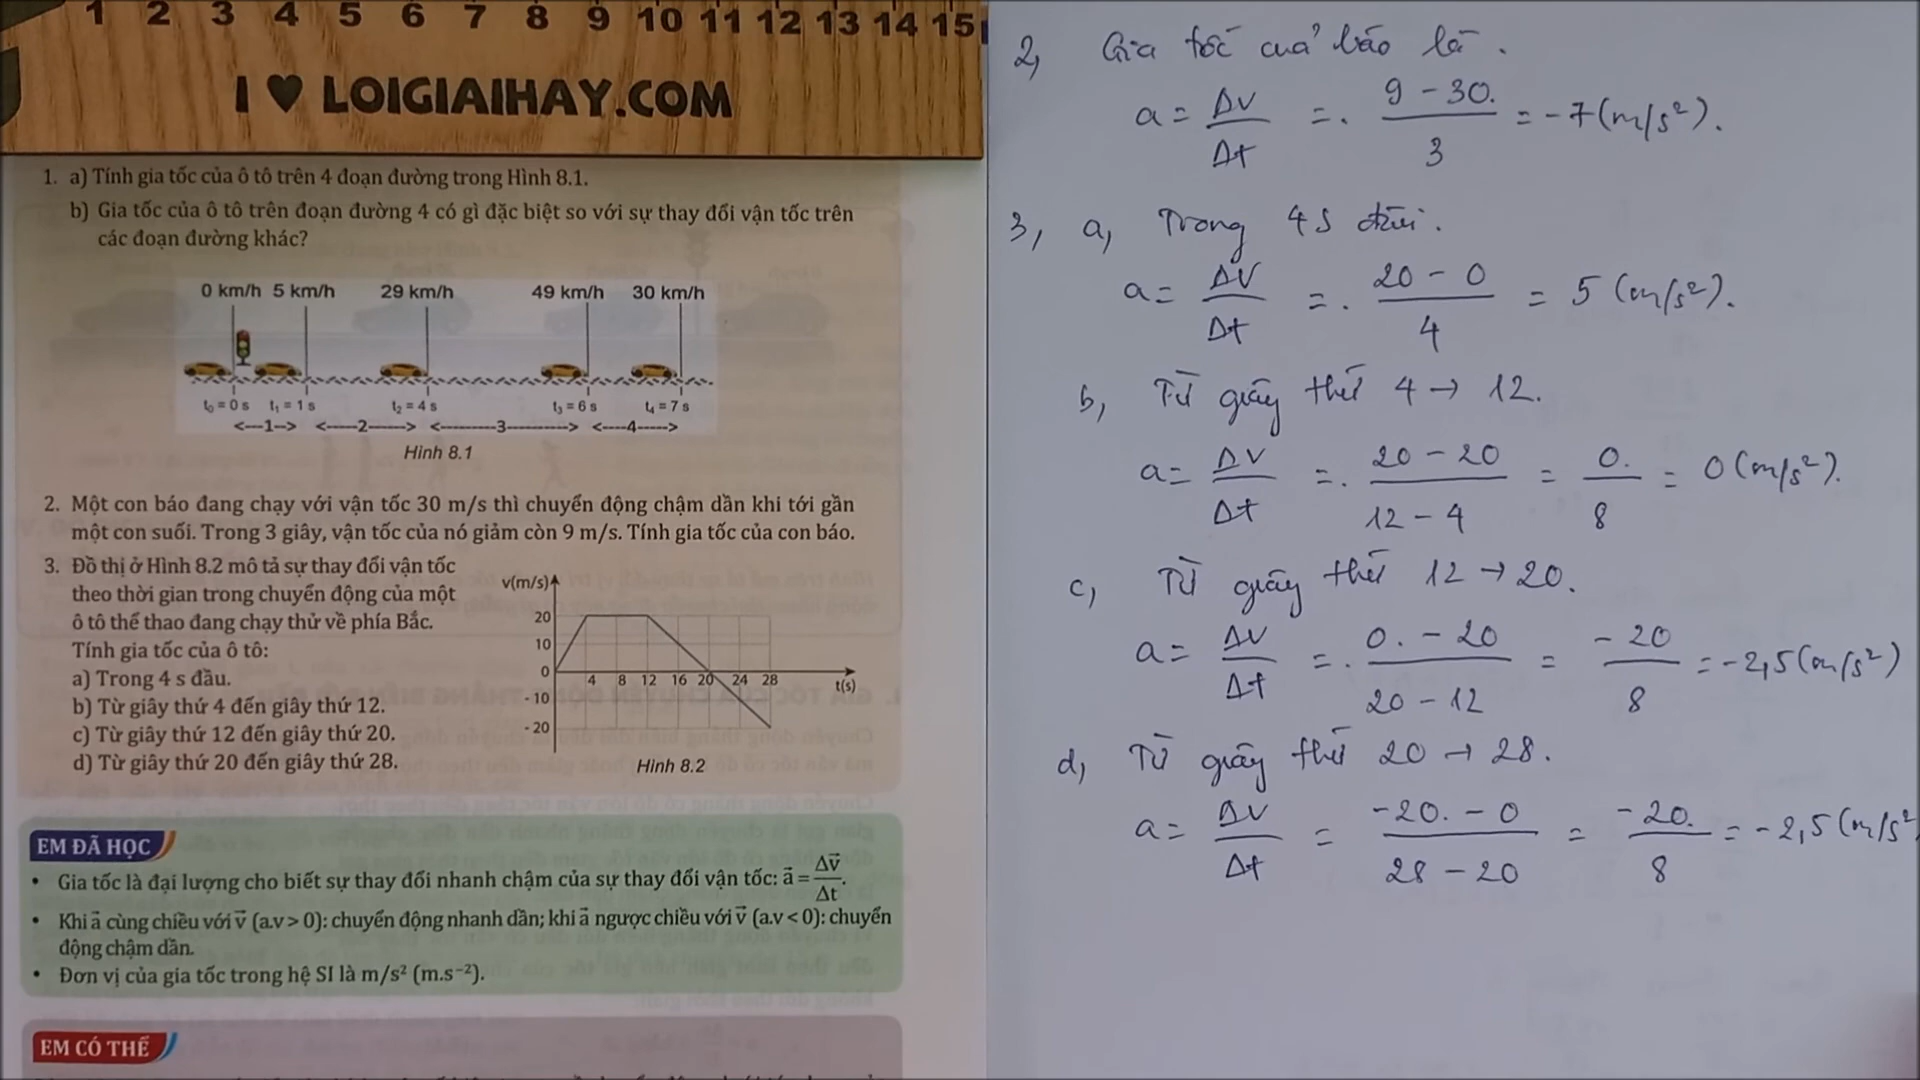 1 2 3 4 5 6 7 8 9 10 11 12 13 14 15
I ♥ LOIGIAIHAY.COM
1. a) Tính gia tốc của ô tô trên 4 đoạn đường trong Hình 8.1.
b) Gia tốc của ô tô trên đoạn đường 4 có gì đặc biệt so với sự thay đổi vận tốc trên
các đoạn đường khác?
0 km/h 5 km/h 29 km/h 49 km/h 30 km/h
t₀ = 0 s t₁ = 1 s t₂ = 4 s t₃ = 6 s t₄ = 7 s
<---1--> <-----2------> <---------3----------> <----4----->
Hình 8.1
2. Một con báo đang chạy với vận tốc 30 m/s thì chuyển động chậm dần khi tới gần
một con suối. Trong 3 giây, vận tốc của nó giảm còn 9 m/s. Tính gia tốc của con báo.
3. Đồ thị ở Hình 8.2 mô tả sự thay đổi vận tốc
theo thời gian trong chuyển động của một
ô tô thể thao đang chạy thử về phía Bắc.
Tính gia tốc của ô tô:
a) Trong 4 s đầu.
b) Từ giây thứ 4 đến giây thứ 12.
c) Từ giây thứ 12 đến giây thứ 20.
d) Từ giây thứ 20 đến giây thứ 28.
v(m/s)
20
10
0
4 8 12 16 20 24 28
t(s)
-10
-20
Hình 8.2
EM ĐÃ HỌC
• Gia tốc là đại lượng cho biết sự thay đổi nhanh chậm của sự thay đổi vận tốc: a⃗ = Δv⃗/Δt.
• Khi a⃗ cùng chiều với v⃗ (a.v > 0): chuyển động nhanh dần; khi a⃗ ngược chiều với v⃗ (a.v < 0): chuyển
động chậm dần.
• Đơn vị của gia tốc trong hệ SI là m/s² (m.s⁻²).
EM CÓ THỂ
2, Gia tốc của báo là.
a = Δv/Δt = (9 - 30)/3 = -7 (m/s²).
3, a, Trong 4s đầu.
a = Δv/Δt = (20 - 0)/4 = 5 (m/s²).
b, Từ giây thứ 4 → 12.
a = Δv/Δt = (20 - 20)/(12 - 4) = 0/8 = 0 (m/s²).
c, Từ giây thứ 12 → 20.
a = Δv/Δt = (0 - 20)/(20 - 12) = -20/8 = -2,5 (m/s²)
d, Từ giây thứ 20 → 28.
a = Δv/Δt = (-20 - 0)/(28 - 20) = -20/8 = -2,5 (m/s²